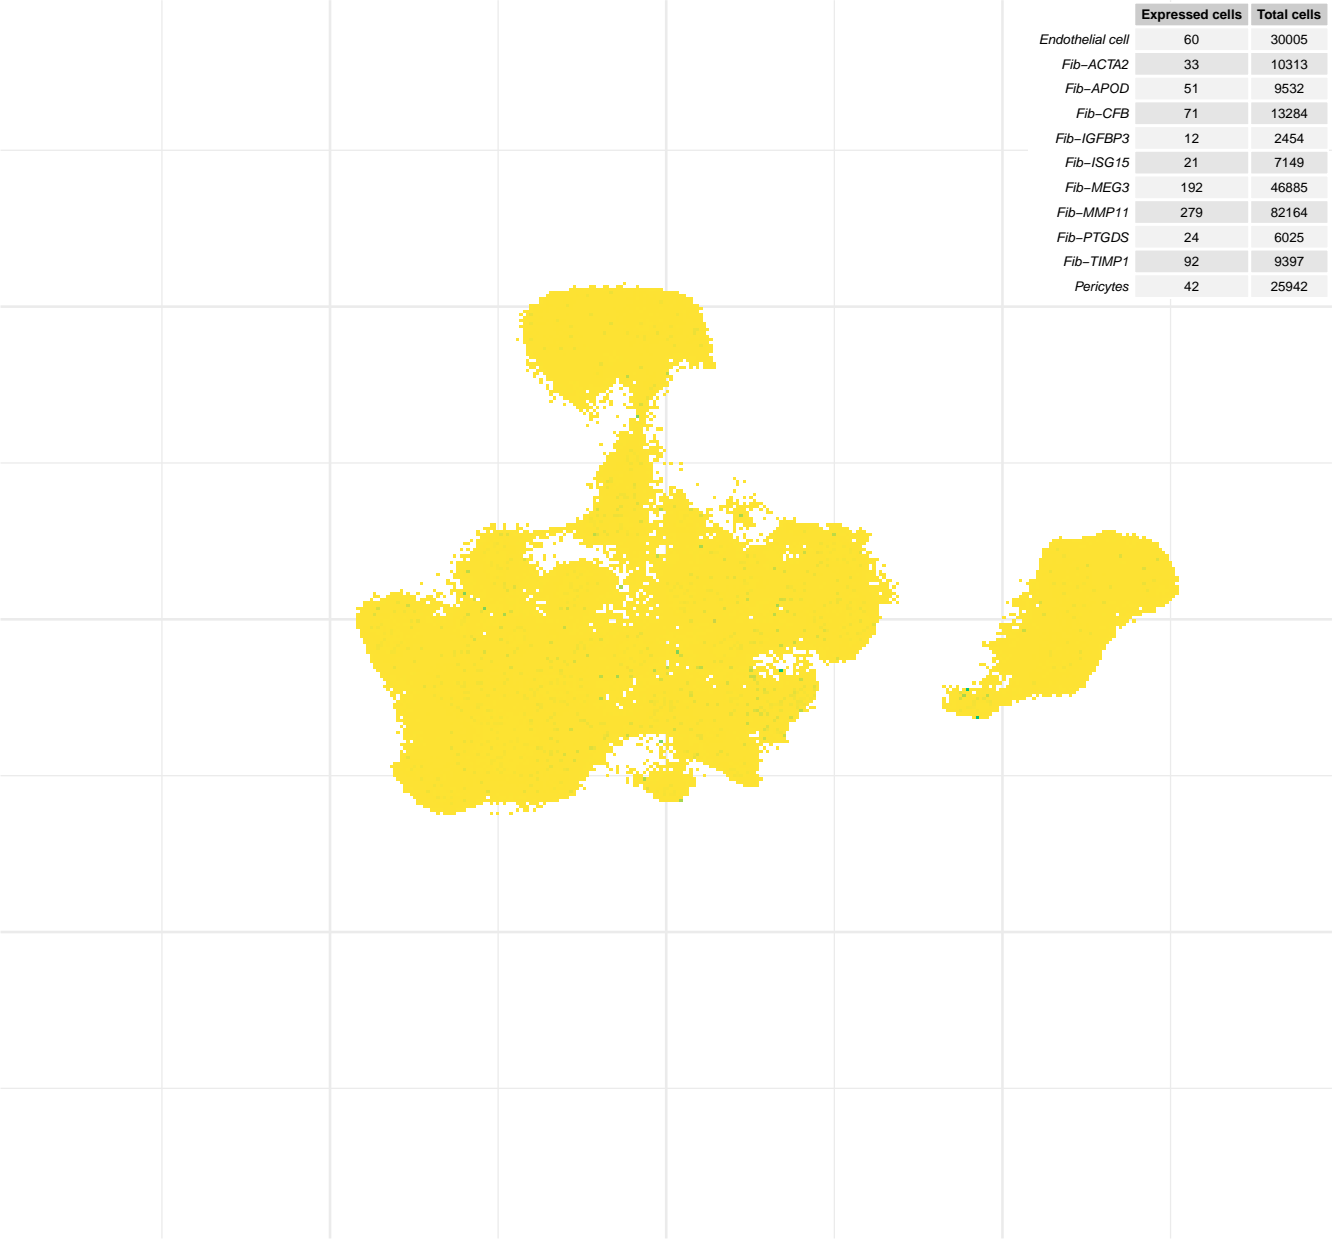 Expressed cells Total cells
Endothelial cell 60 30005
Fib−ACTA2 33 10313
Fib−APOD 51 9532
Fib−CFB 71 13284
Fib−IGFBP3 12 2454
Fib−ISG15 21 7149
Fib−MEG3 192 46885
Fib−MMP11 279 82164
Fib−PTGDS 24 6025
Fib−TIMP1 92 9397
Pericytes 42 25942